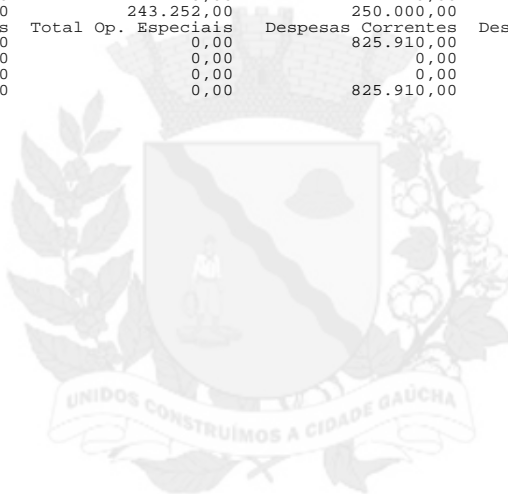 243.252,00 250.000,00
s Total Op. Especiais Despesas Correntes Des
0 0,00 825.910,00
0 0,00 0,00
0 0,00 0,00
0 0,00 825.910,00
UNIDOS CONSTRUÍMOS A CIDADE GAÚCHA